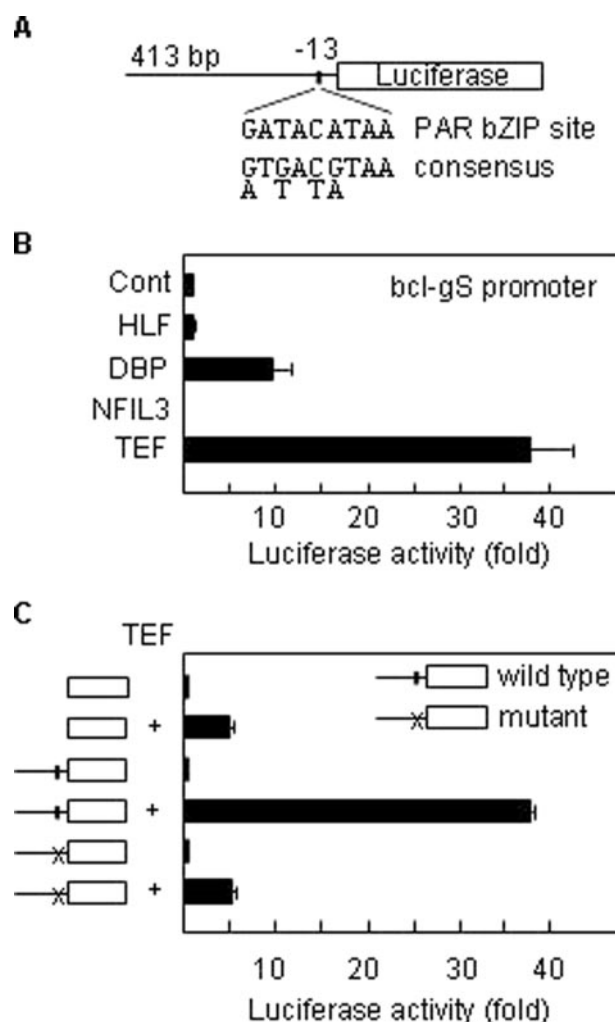 A
413 bp
-13
Luciferase
GATACATAA PAR bZIP site
GTGACGTAA consensus
A T TA
B
bcl-gS promoter
Cont
HLF
DBP
NFIL3
TEF
10 20 30 40
Luciferase activity (fold)
C
TEF
wild type
+
mutant
+
+
10 20 30 40
Luciferase activity (fold)